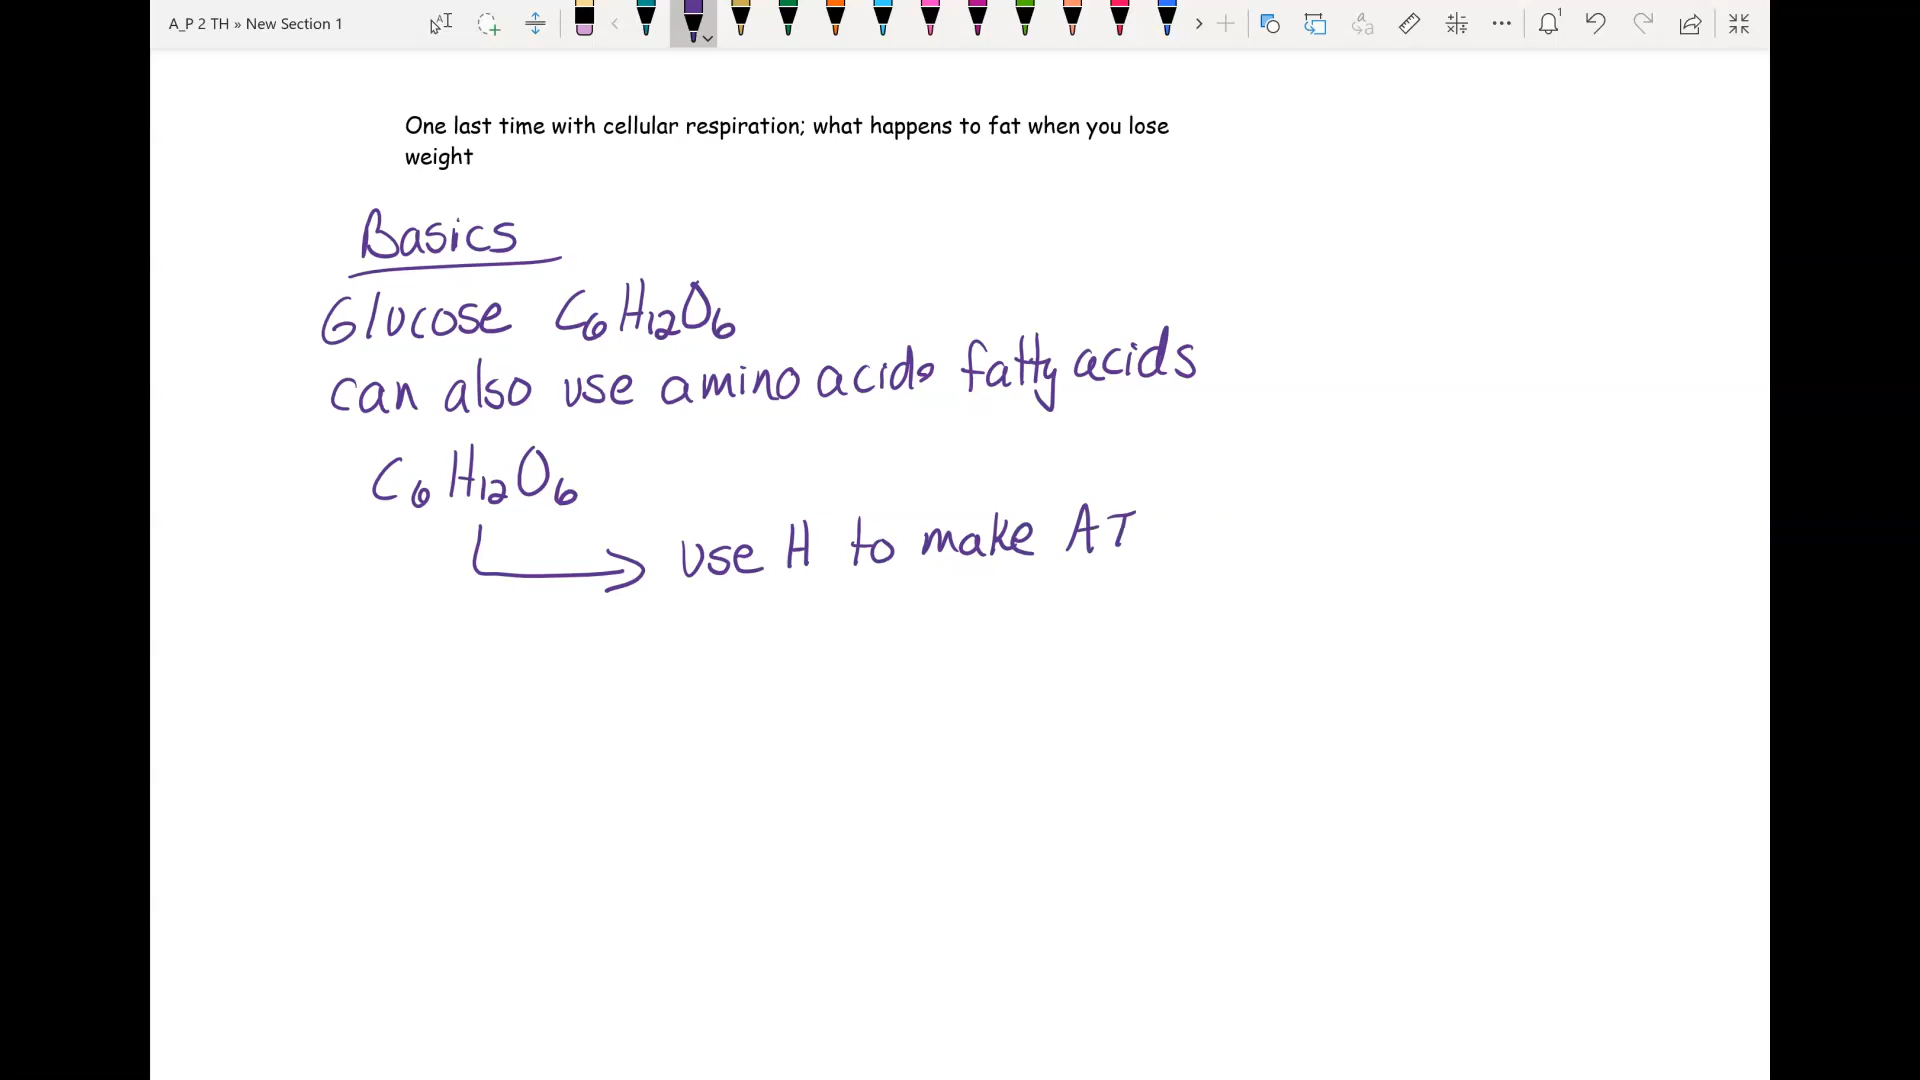 A_P 2 TH » New Section 1
One last time with cellular respiration; what happens to fat when you lose
weight
Basics
Glucose C₆H₁₂O₆
can also use amino acids fatty acids
C₆H₁₂O₆
use H to make AT